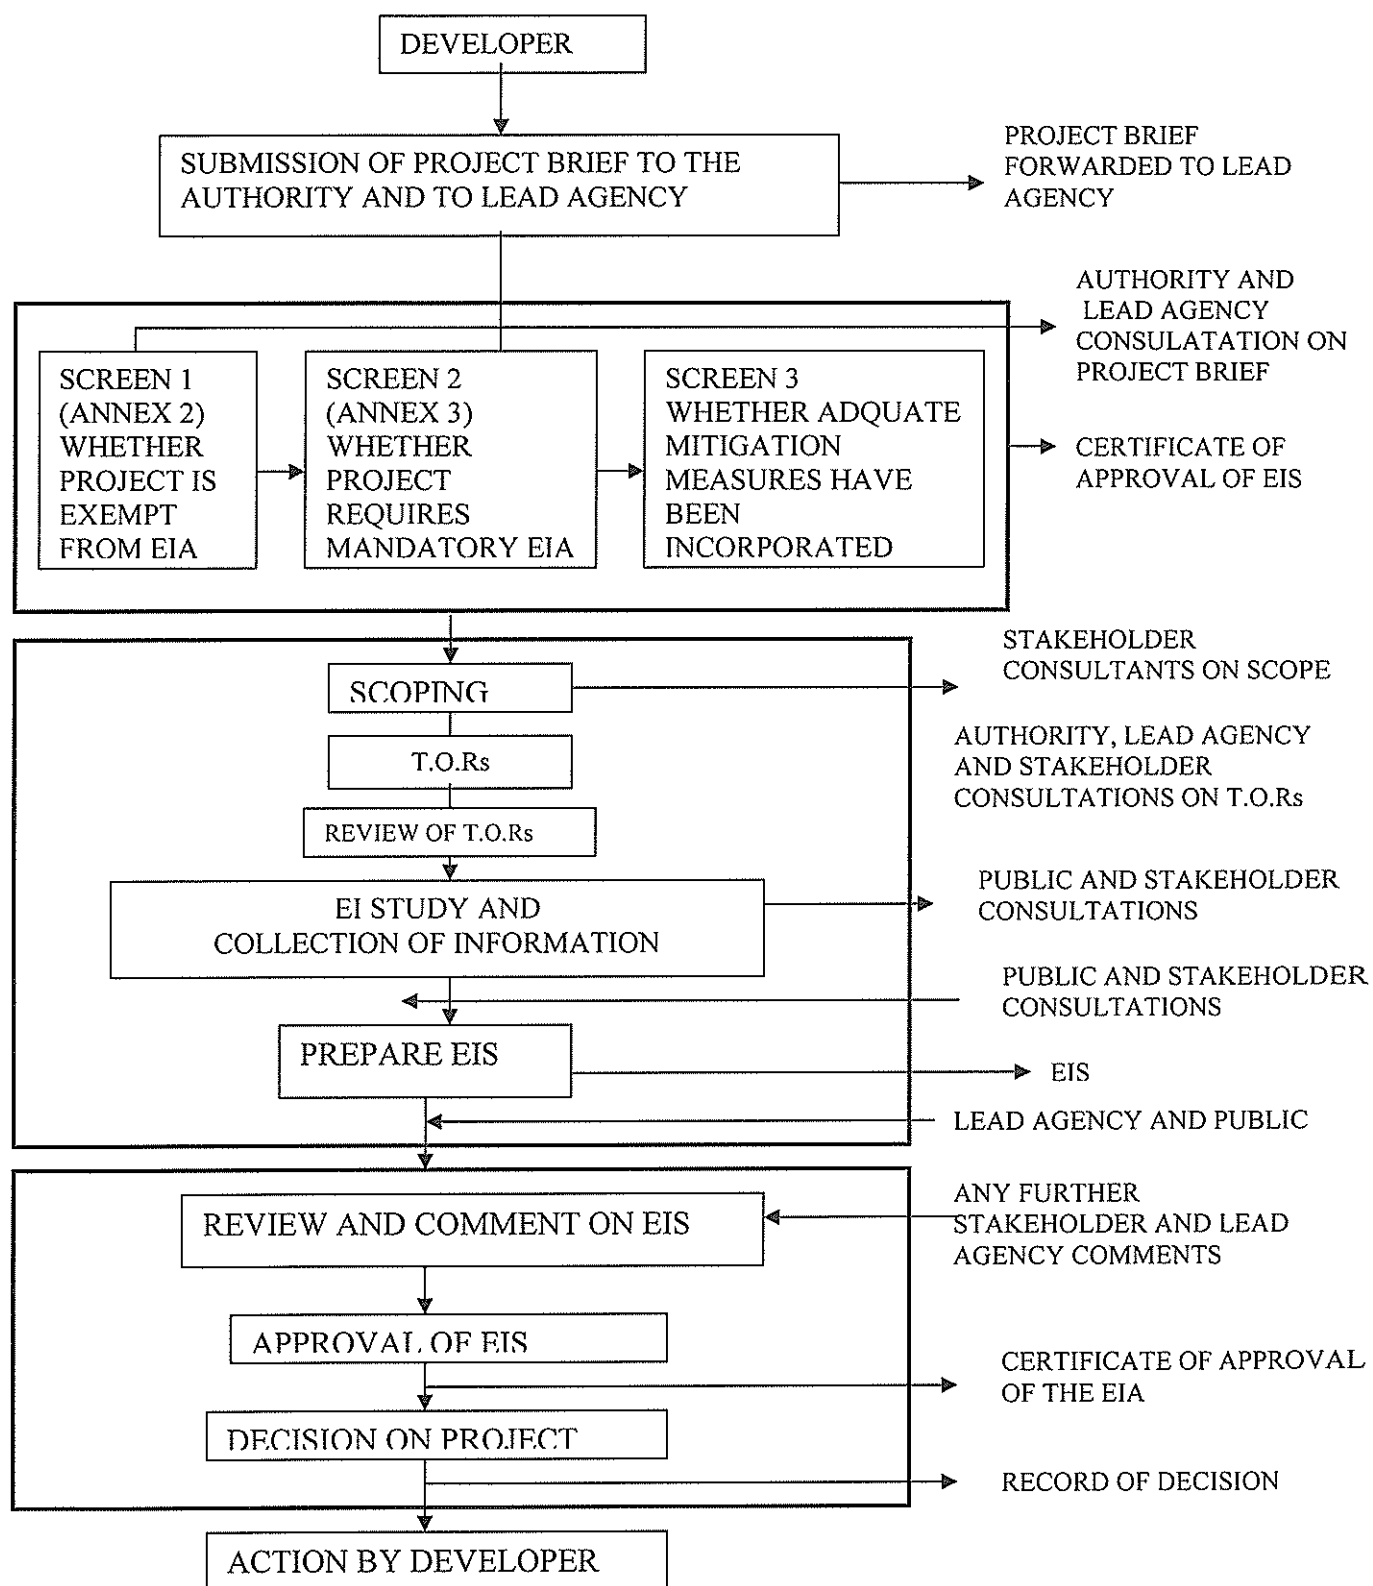 DEVELOPER
SUBMISSION OF PROJECT BRIEF TO THE
AUTHORITY AND TO LEAD AGENCY
PROJECT BRIEF
FORWARDED TO LEAD
AGENCY
AUTHORITY AND
LEAD AGENCY
CONSULATATION ON
PROJECT BRIEF
SCREEN 1
(ANNEX 2)
WHETHER
PROJECT IS
EXEMPT
FROM EIA
SCREEN 2
(ANNEX 3)
WHETHER
PROJECT
REQUIRES
MANDATORY EIA
SCREEN 3
WHETHER ADQUATE
MITIGATION
MEASURES HAVE
BEEN
INCORPORATED
CERTIFICATE OF
APPROVAL OF EIS
SCOPING
STAKEHOLDER
CONSULTANTS ON SCOPE
T.O.Rs
AUTHORITY, LEAD AGENCY
AND STAKEHOLDER
CONSULTATIONS ON T.O.Rs
REVIEW OF T.O.Rs
EI STUDY AND
COLLECTION OF INFORMATION
PUBLIC AND STAKEHOLDER
CONSULTATIONS
PUBLIC AND STAKEHOLDER
CONSULTATIONS
PREPARE EIS
EIS
LEAD AGENCY AND PUBLIC
REVIEW AND COMMENT ON EIS
ANY FURTHER
STAKEHOLDER AND LEAD
AGENCY COMMENTS
APPROVAL OF EIS
CERTIFICATE OF APPROVAL
OF THE EIA
DECISION ON PROJECT
RECORD OF DECISION
ACTION BY DEVELOPER